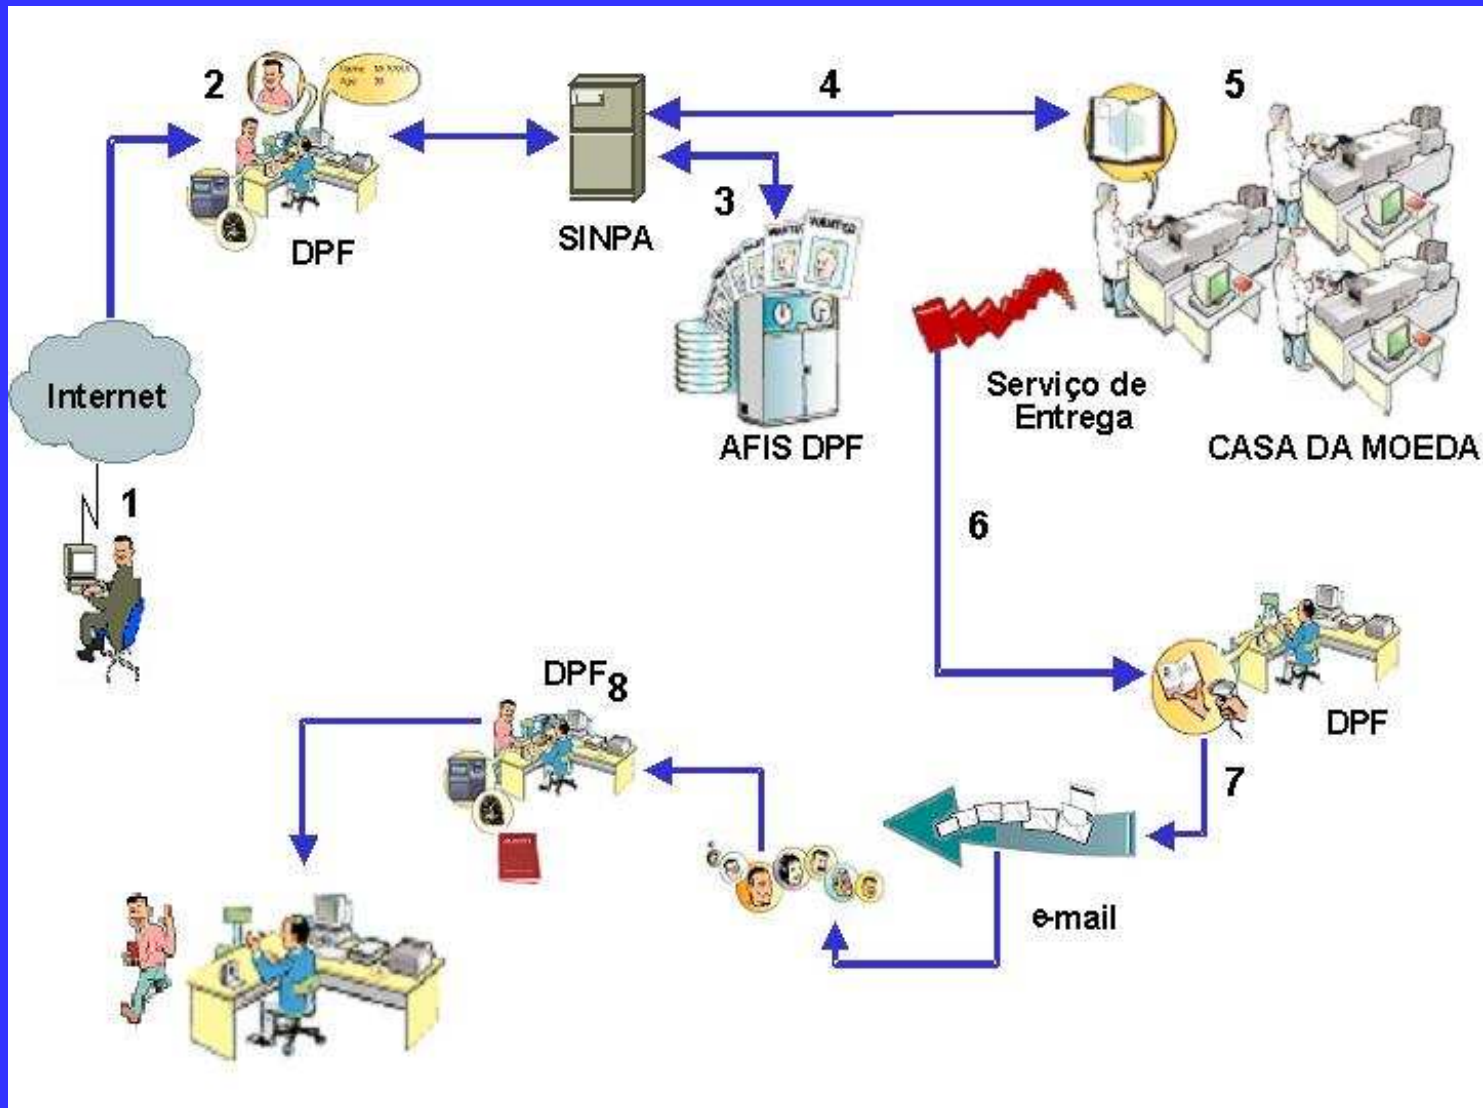 2
DPF
SINPA
4
3
AFIS DPF
5
CASA DA MOEDA
Serviço de
Entrega
Internet
1
6
DPF
7
e-mail
DPF
8
WANTED